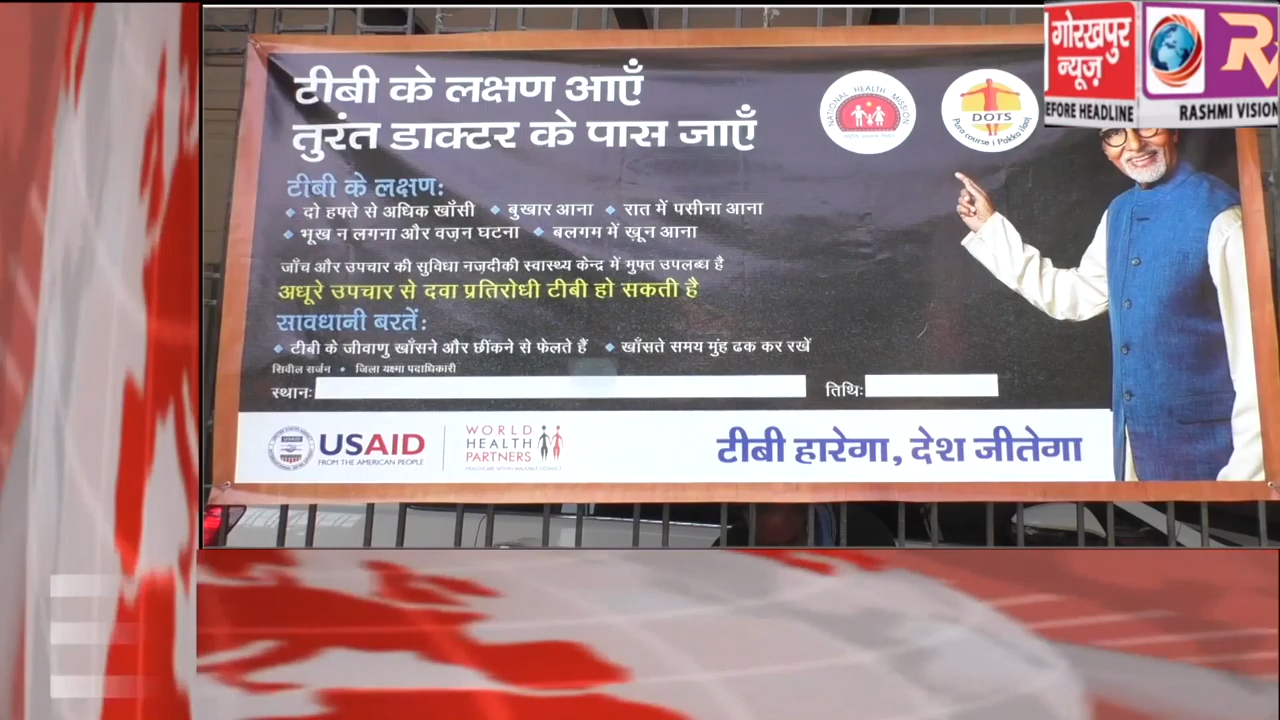 टीबी के लक्षण आएँ
तुरंत डाक्टर के पास जाएँ
NATIONAL HEALTH MISSION
DOTS
Pura course
गोरखपुर
न्यूज़
EFORE HEADLINE
R
RASHMI VISION
टीबी के लक्षण:
दो हफ्ते से अधिक खाँसी ❖ बुखार आना ❖ रात में पसीना आना
भूख न लगना और वज़न घटना ❖ बलगम में ख़ून आना
जाँच और उपचार की सुविधा नज़दीकी स्वास्थ्य केन्द्र में मुफ्त उपलब्ध है
अधूरे उपचार से दवा प्रतिरोधी टीबी हो सकती है
सावधानी बरतें:
टीबी के जीवाणु खाँसने और छींकने से फेलते हैं ❖ खाँसते समय मुंह ढक कर रखें
सिवील सर्जन • जिला यक्ष्मा पदाधिकारी
स्थान: तिथि:
USAID
FROM THE AMERICAN PEOPLE
WORLD
HEALTH
PARTNERS
टीबी हारेगा, देश जीतेगा